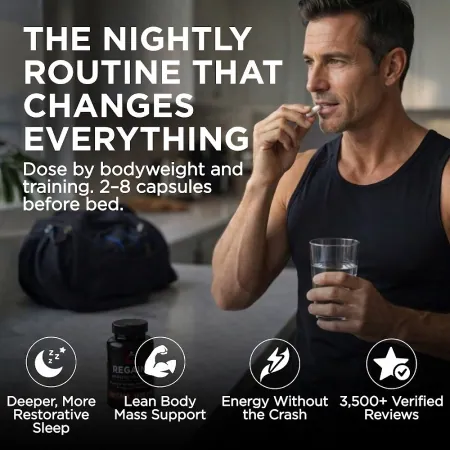 THE NIGHTLY
ROUTINE THAT
CHANGES
EVERYTHING
Dose by bodyweight and
training. 2–8 capsules
before bed.
Deeper, More
Restorative
Sleep
Lean Body
Mass Support
Energy Without
the Crash
3,500+ Verified
Reviews